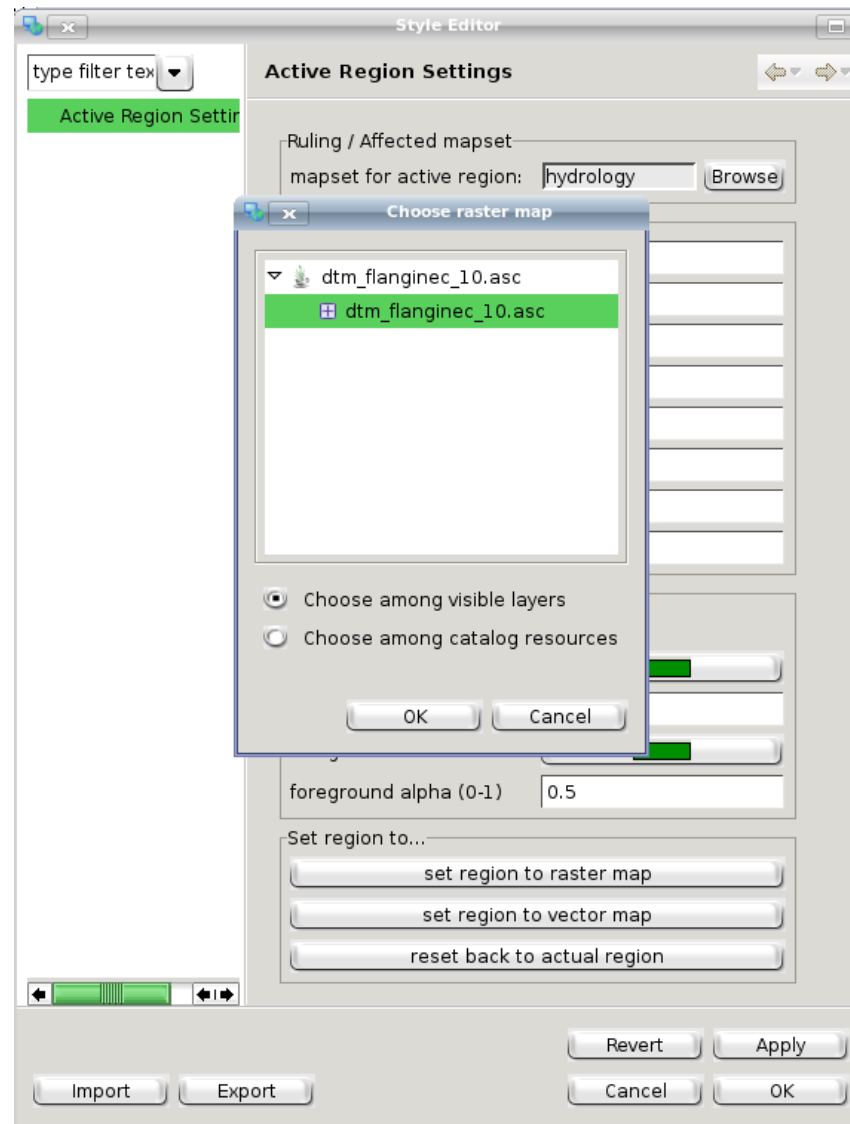 Style Editor
type filter tex
Active Region Settings
Active Region Settin
Ruling / Affected mapset
mapset for active region: hydrology Browse
Choose raster map
dtm_flanginec_10.asc
dtm_flanginec_10.asc
Choose among visible layers
Choose among catalog resources
OK Cancel
foreground alpha (0-1) 0.5
Set region to...
set region to raster map
set region to vector map
reset back to actual region
Revert Apply
Import Export Cancel OK